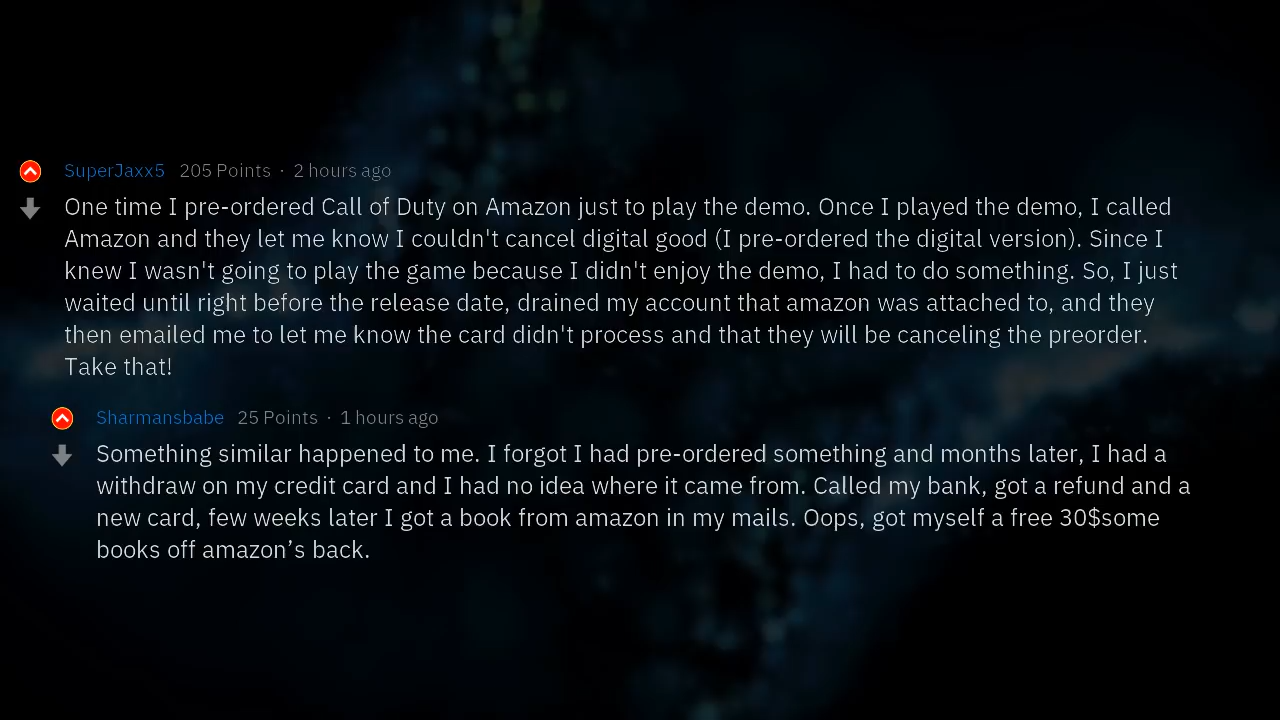 SuperJaxx5 205 Points · 2 hours ago
One time I pre-ordered Call of Duty on Amazon just to play the demo. Once I played the demo, I called
Amazon and they let me know I couldn't cancel digital good (I pre-ordered the digital version). Since I
knew I wasn't going to play the game because I didn't enjoy the demo, I had to do something. So, I just
waited until right before the release date, drained my account that amazon was attached to, and they
then emailed me to let me know the card didn't process and that they will be canceling the preorder.
Take that!
Sharmansbabe 25 Points · 1 hours ago
Something similar happened to me. I forgot I had pre-ordered something and months later, I had a
withdraw on my credit card and I had no idea where it came from. Called my bank, got a refund and a
new card, few weeks later I got a book from amazon in my mails. Oops, got myself a free 30$some
books off amazon’s back.